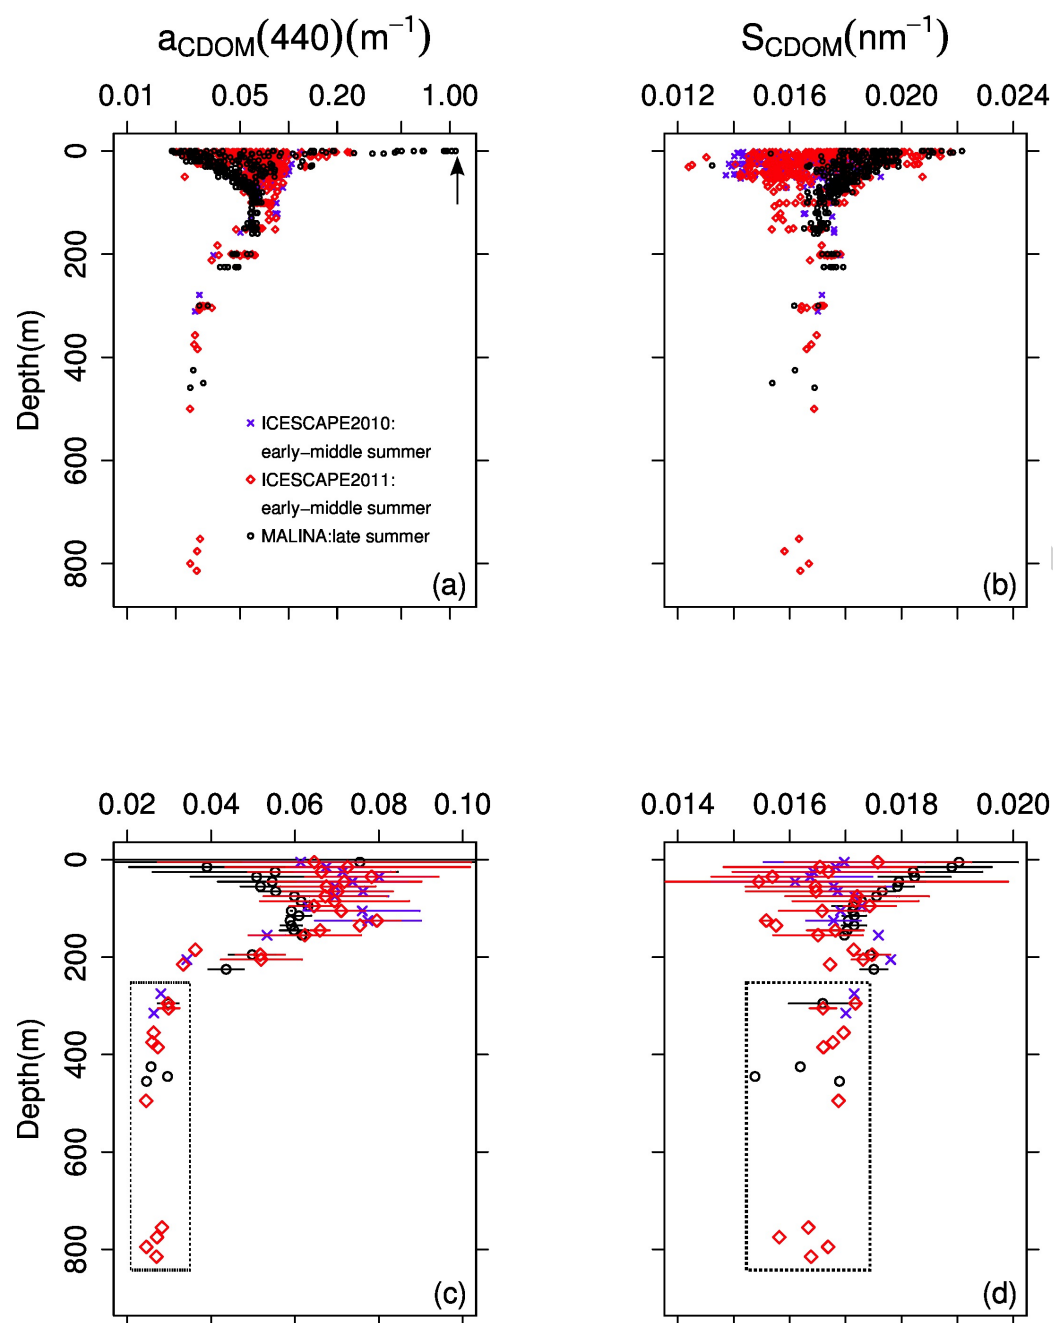 aCDOM(440)(m−1)
SCDOM(nm−1)
0.01 0.05 0.20 1.00
0.012 0.016 0.020 0.024
0
200
400
600
800
Depth(m)
ICESCAPE2010:
early−middle summer
ICESCAPE2011:
early−middle summer
MALINA:late summer
(a)
(b)
0.02 0.04 0.06 0.08 0.10
0.014 0.016 0.018 0.020
0
200
400
600
800
Depth(m)
(c)
(d)